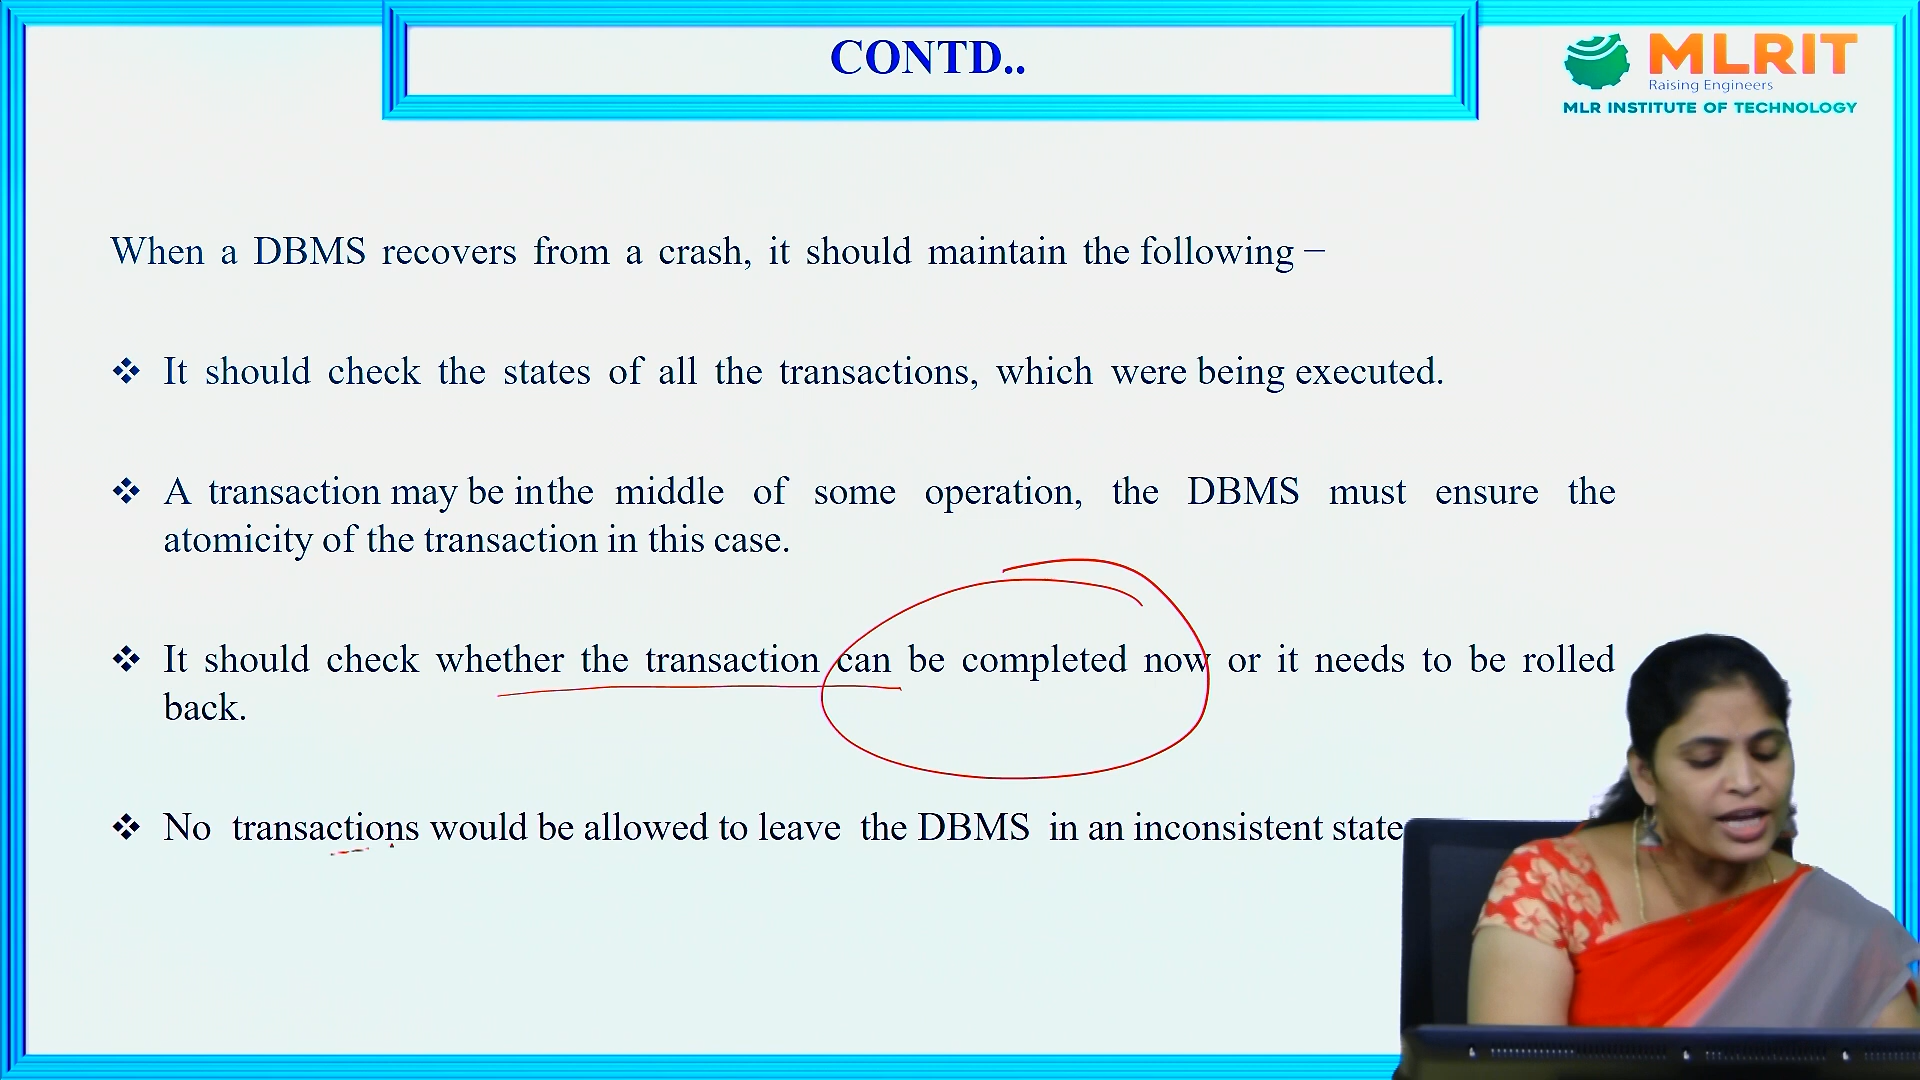 CONTD..
MLRIT
Raising Engineers
MLR INSTITUTE OF TECHNOLOGY
When a DBMS recovers from a crash, it should maintain the following −
❖ It should check the states of all the transactions, which were being executed.
❖ A transaction may be inthe middle of some operation, the DBMS must ensure the
atomicity of the transaction in this case.
❖ It should check whether the transaction can be completed now or it needs to be rolled
back.
❖ No transactions would be allowed to leave the DBMS in an inconsistent state